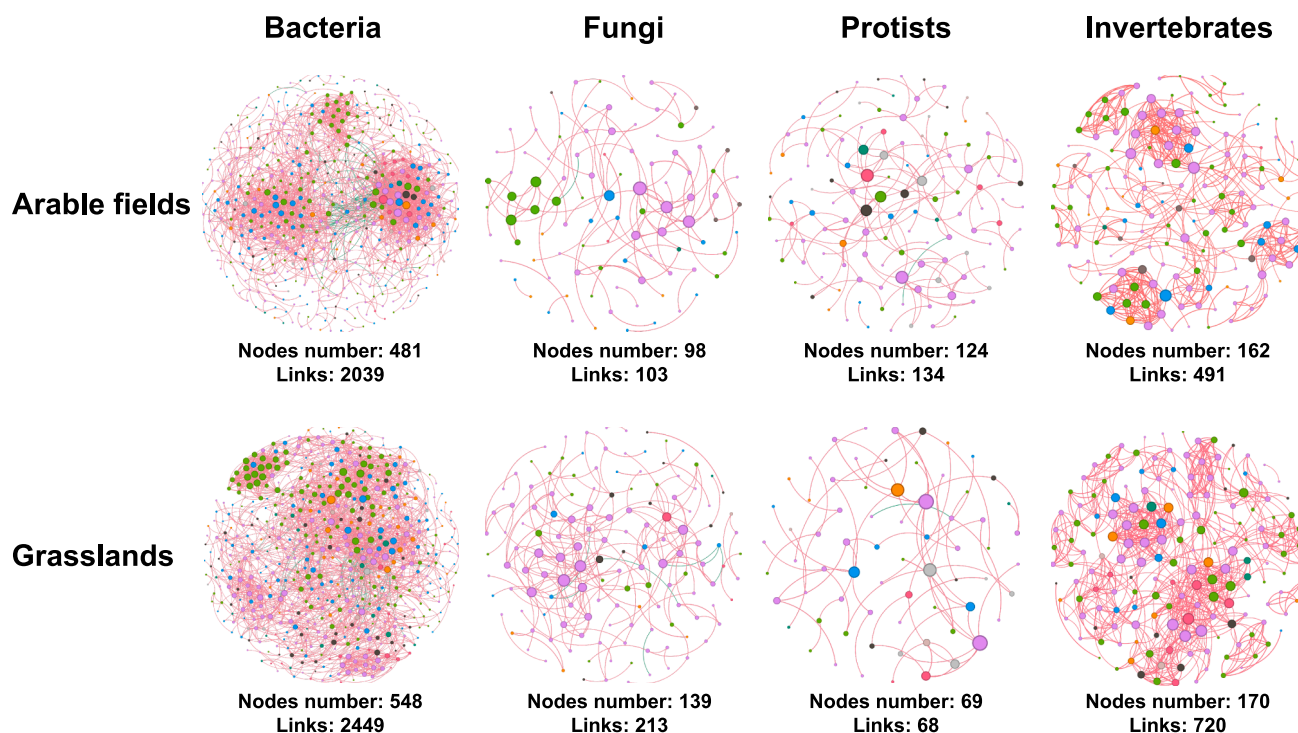 Bacteria Fungi Protists Invertebrates
Arable fields
Nodes number: 481 Nodes number: 98 Nodes number: 124 Nodes number: 162
Links: 2039 Links: 103 Links: 134 Links: 491
Grasslands
Nodes number: 548 Nodes number: 139 Nodes number: 69 Nodes number: 170
Links: 2449 Links: 213 Links: 68 Links: 720